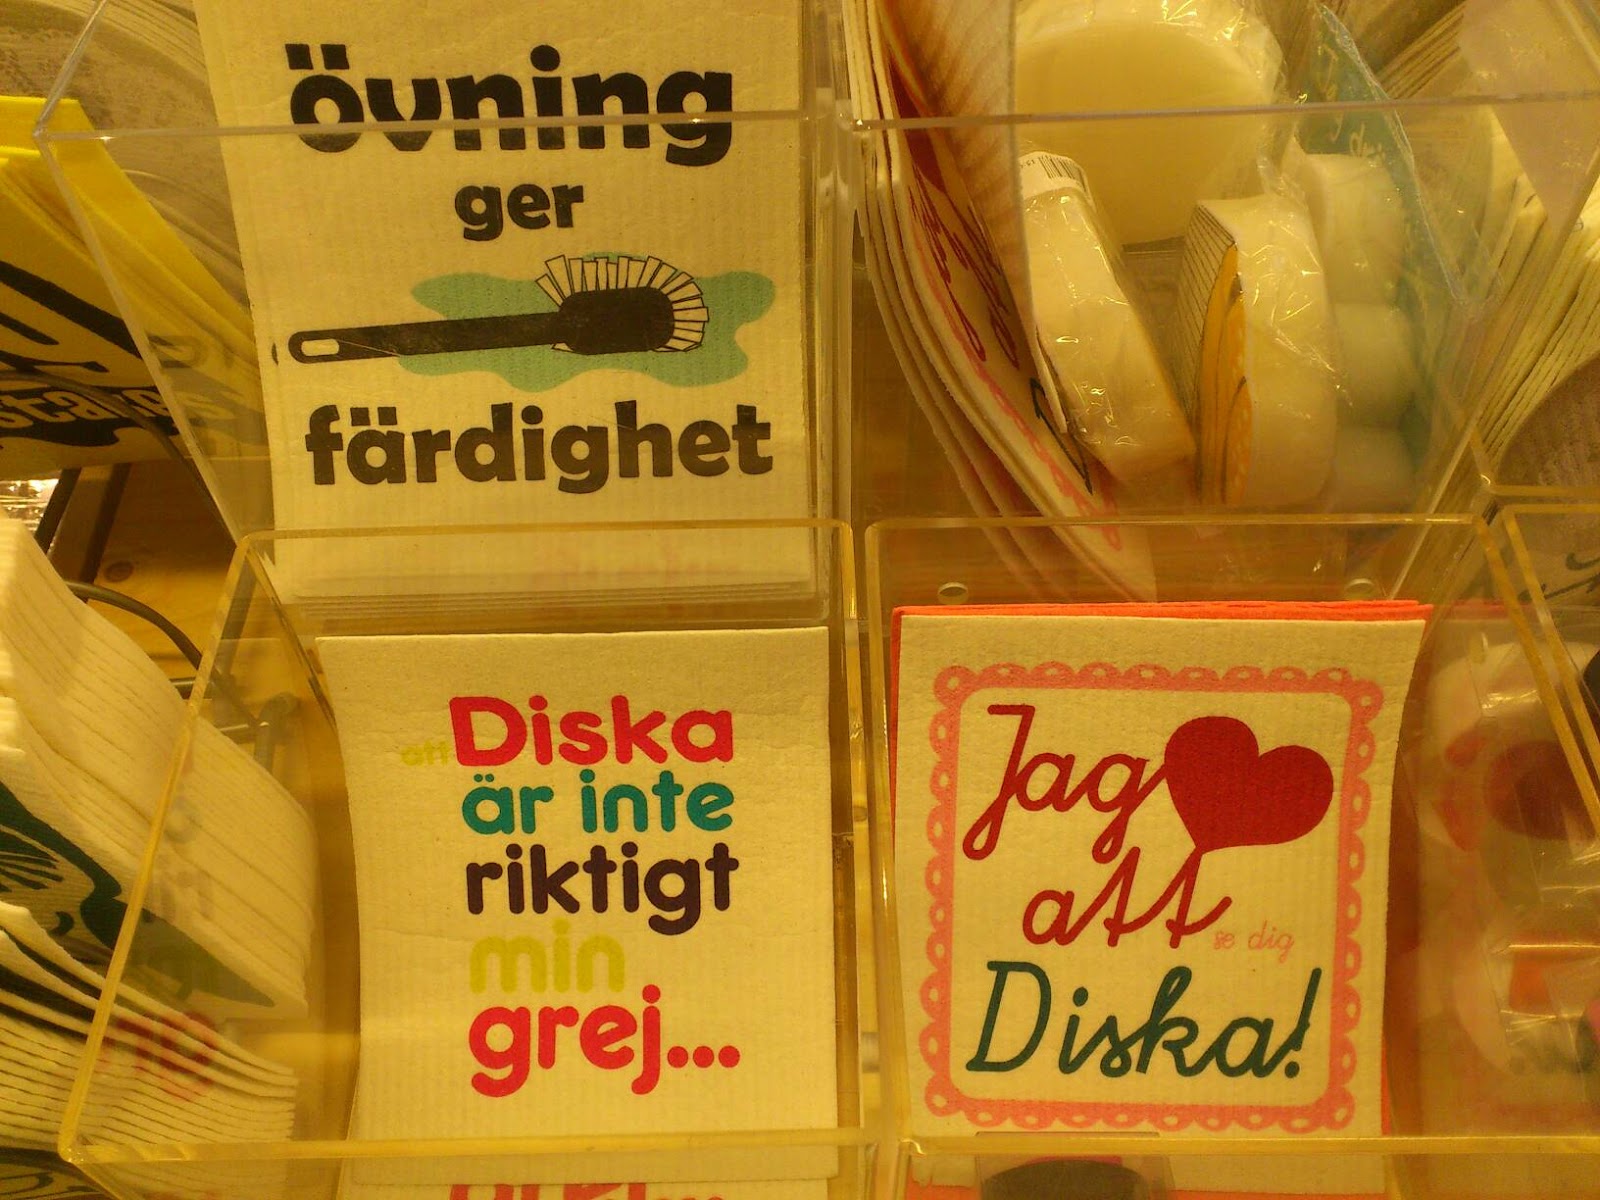 övning
ger
färdighet
att Diska
är inte
riktigt
min
grej...
Jag
att
se dig
Diska!